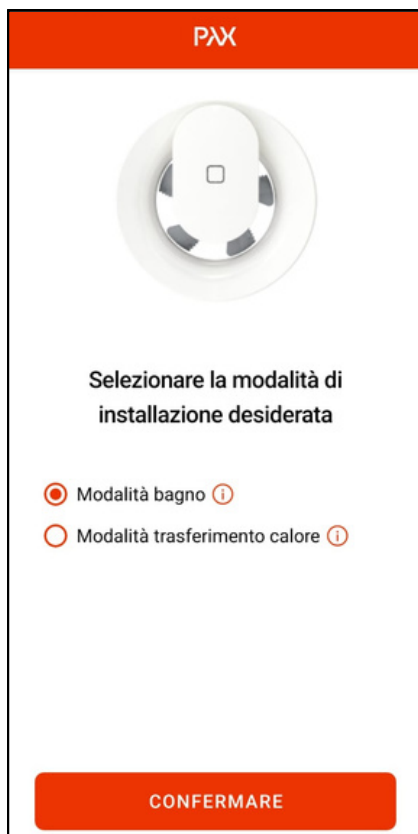 PAX
Selezionare la modalità di
installazione desiderata
Modalità bagno
Modalità trasferimento calore
CONFERMARE